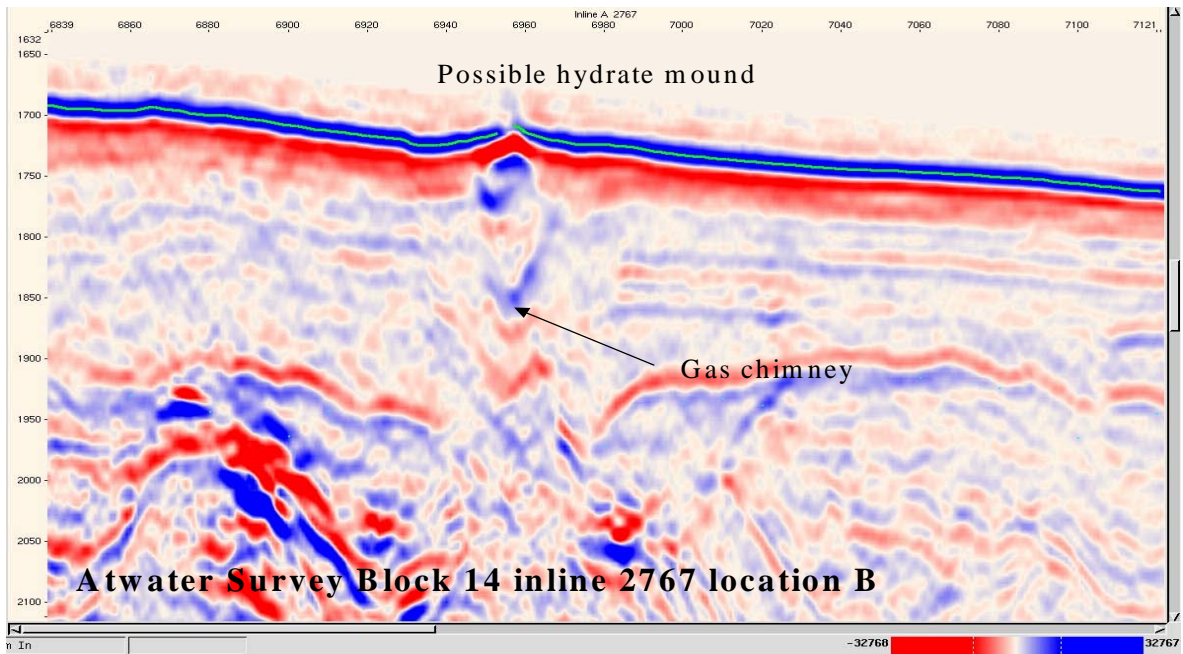 Inline A 2767
6839 6860 6880 6900 6920 6940 6960 6980 7000 7020 7040 7060 7080 7100 7121
1632
1650
Possible hydrate mound
1700
1750
1800
1850
Gas chimney
1900
1950
2000
2050
Atwater Survey Block 14 inline 2767 location B
2100
m In
-32768 32767